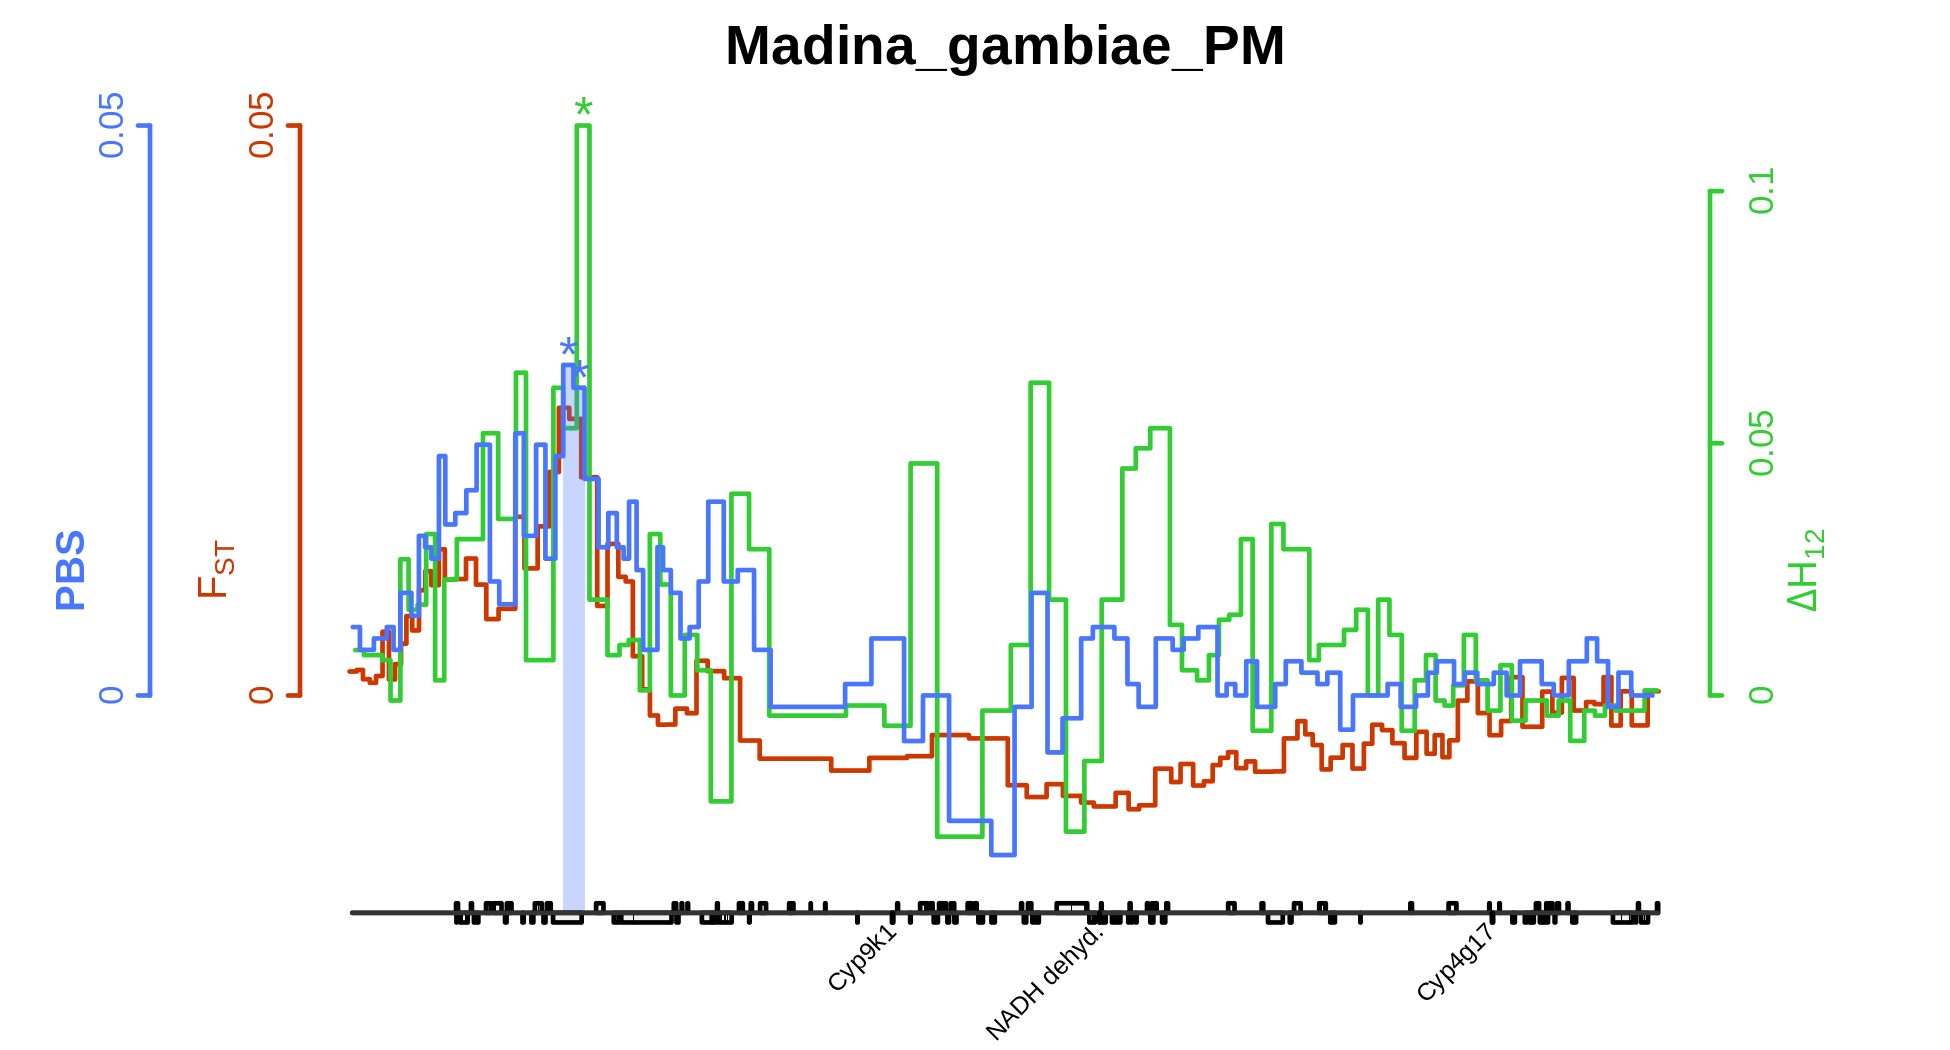 Madina_gambiae_PM
0.05
0
PBS
0.05
0
FST
*
*
*
0.1
0.05
0
ΔH12
Cyp9k1
NADH dehyd.
Cyp4g17